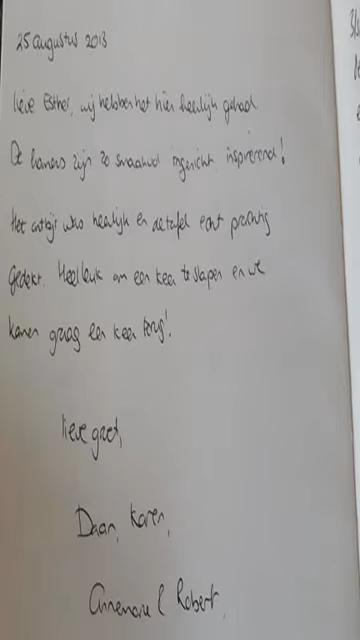 25 augustus 2013
lieve Esther, wij hebben het hier heerlijk gehad.
De kamers zijn zo smaakvol ingericht, inspirerend!
Het ontbijt was heerlijk en de tafel echt prachtig
gedekt. Heel leuk om een keer te slapen en we
komen graag een keer terug!
lieve groet,
Daan, Karen,
Annemarie & Robert.